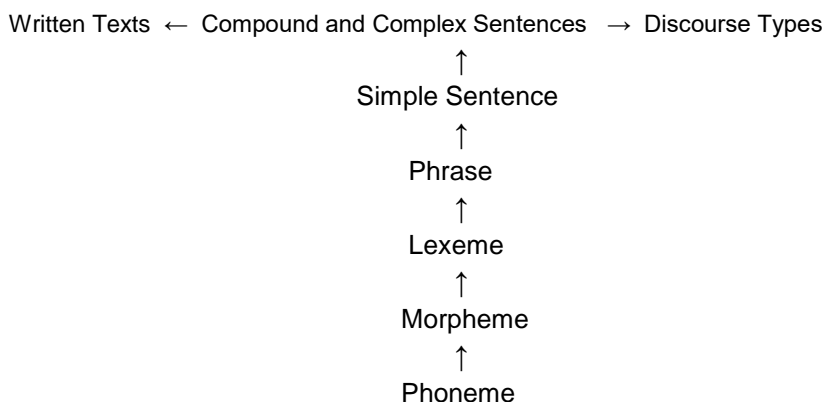 Written Texts ← Compound and Complex Sentences → Discourse Types
↑
Simple Sentence
↑
Phrase
↑
Lexeme
↑
Morpheme
↑
Phoneme